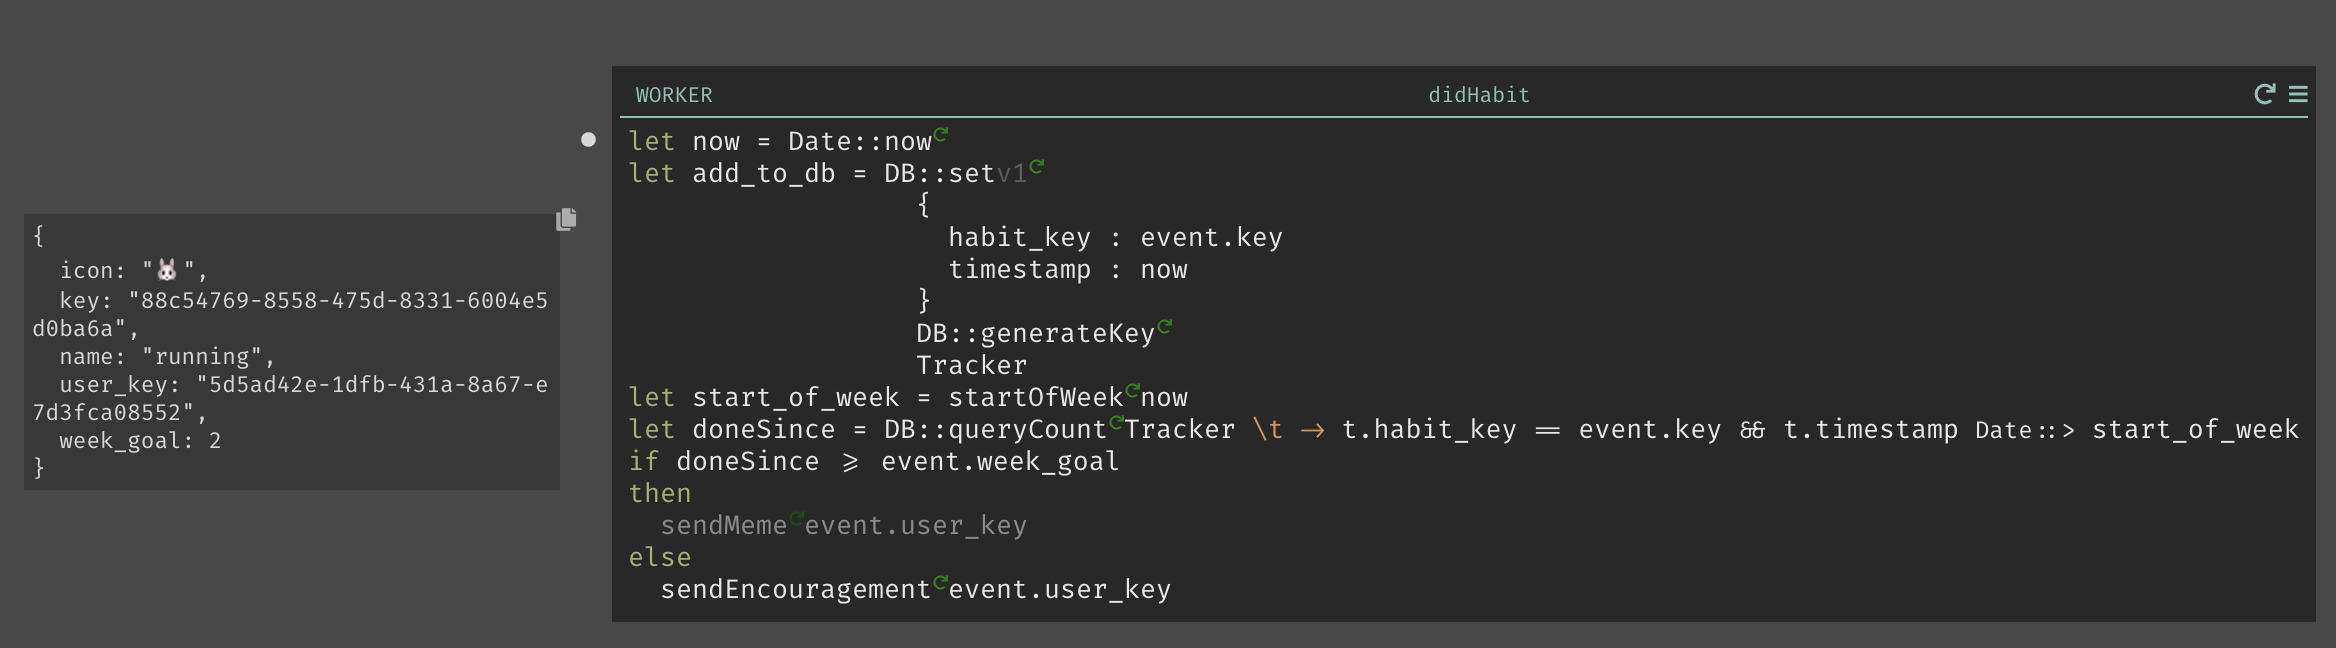 WORKER didHabit
let now = Date::now
let add_to_db = DB::setv1
{
habit_key : event.key
timestamp : now
}
DB::generateKey
Tracker
let start_of_week = startOfWeek now
let doneSince = DB::queryCount Tracker \t -> t.habit_key == event.key && t.timestamp Date::> start_of_week
if doneSince >= event.week_goal
then
sendMeme event.user_key
else
sendEncouragement event.user_key
{
icon: "🐰",
key: "88c54769-8558-475d-8331-6004e5
d0ba6a",
name: "running",
user_key: "5d5ad42e-1dfb-431a-8a67-e
7d3fca08552",
week_goal: 2
}